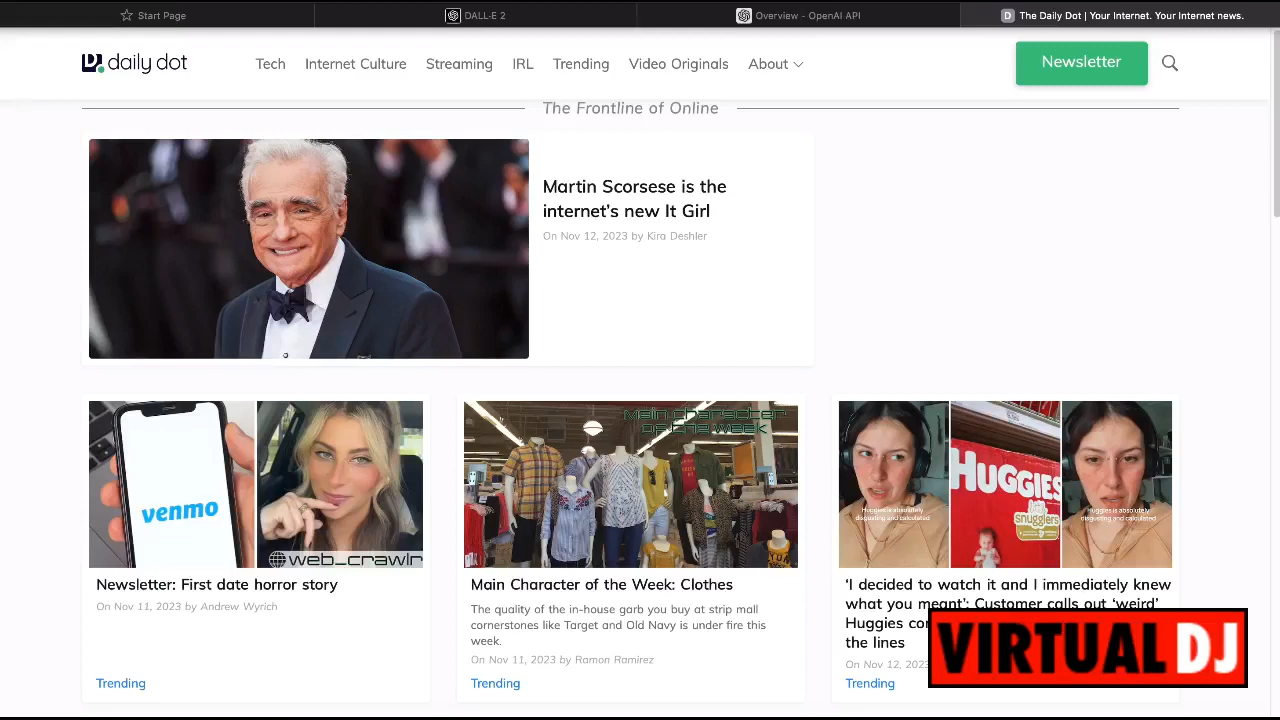 Start Page
DALL-E 2
Overview - OpenAI API
D
The Daily Dot | Your Internet. Your Internet news.
D. daily dot
Tech
Internet Culture
Streaming
IRL
Trending
Video Originals
About
Newsletter
The Frontline of Online
Martin Scorsese is the
internet's new It Girl
On Nov 12, 2023 by Kira Deshler
venmo
web_crawlr
Newsletter: First date horror story
On Nov 11, 2023 by Andrew Wyrich
Trending
Main character
of the week
Main Character of the Week: Clothes
The quality of the in-house garb you buy at strip mall
cornerstones like Target and Old Navy is under fire this
week.
On Nov 11, 2023 by Ramon Ramirez
Trending
Huggies is absolutely
disgusting and calculated
HUGGIES
little
snugglers
Huggies is absolutely
disgusting and calculated
‘I decided to watch it and I immediately knew
what you meant’: Customer calls out ‘weird’
Huggies
the lines
On Nov 12, 202
Trending
VIRTUAL DJ